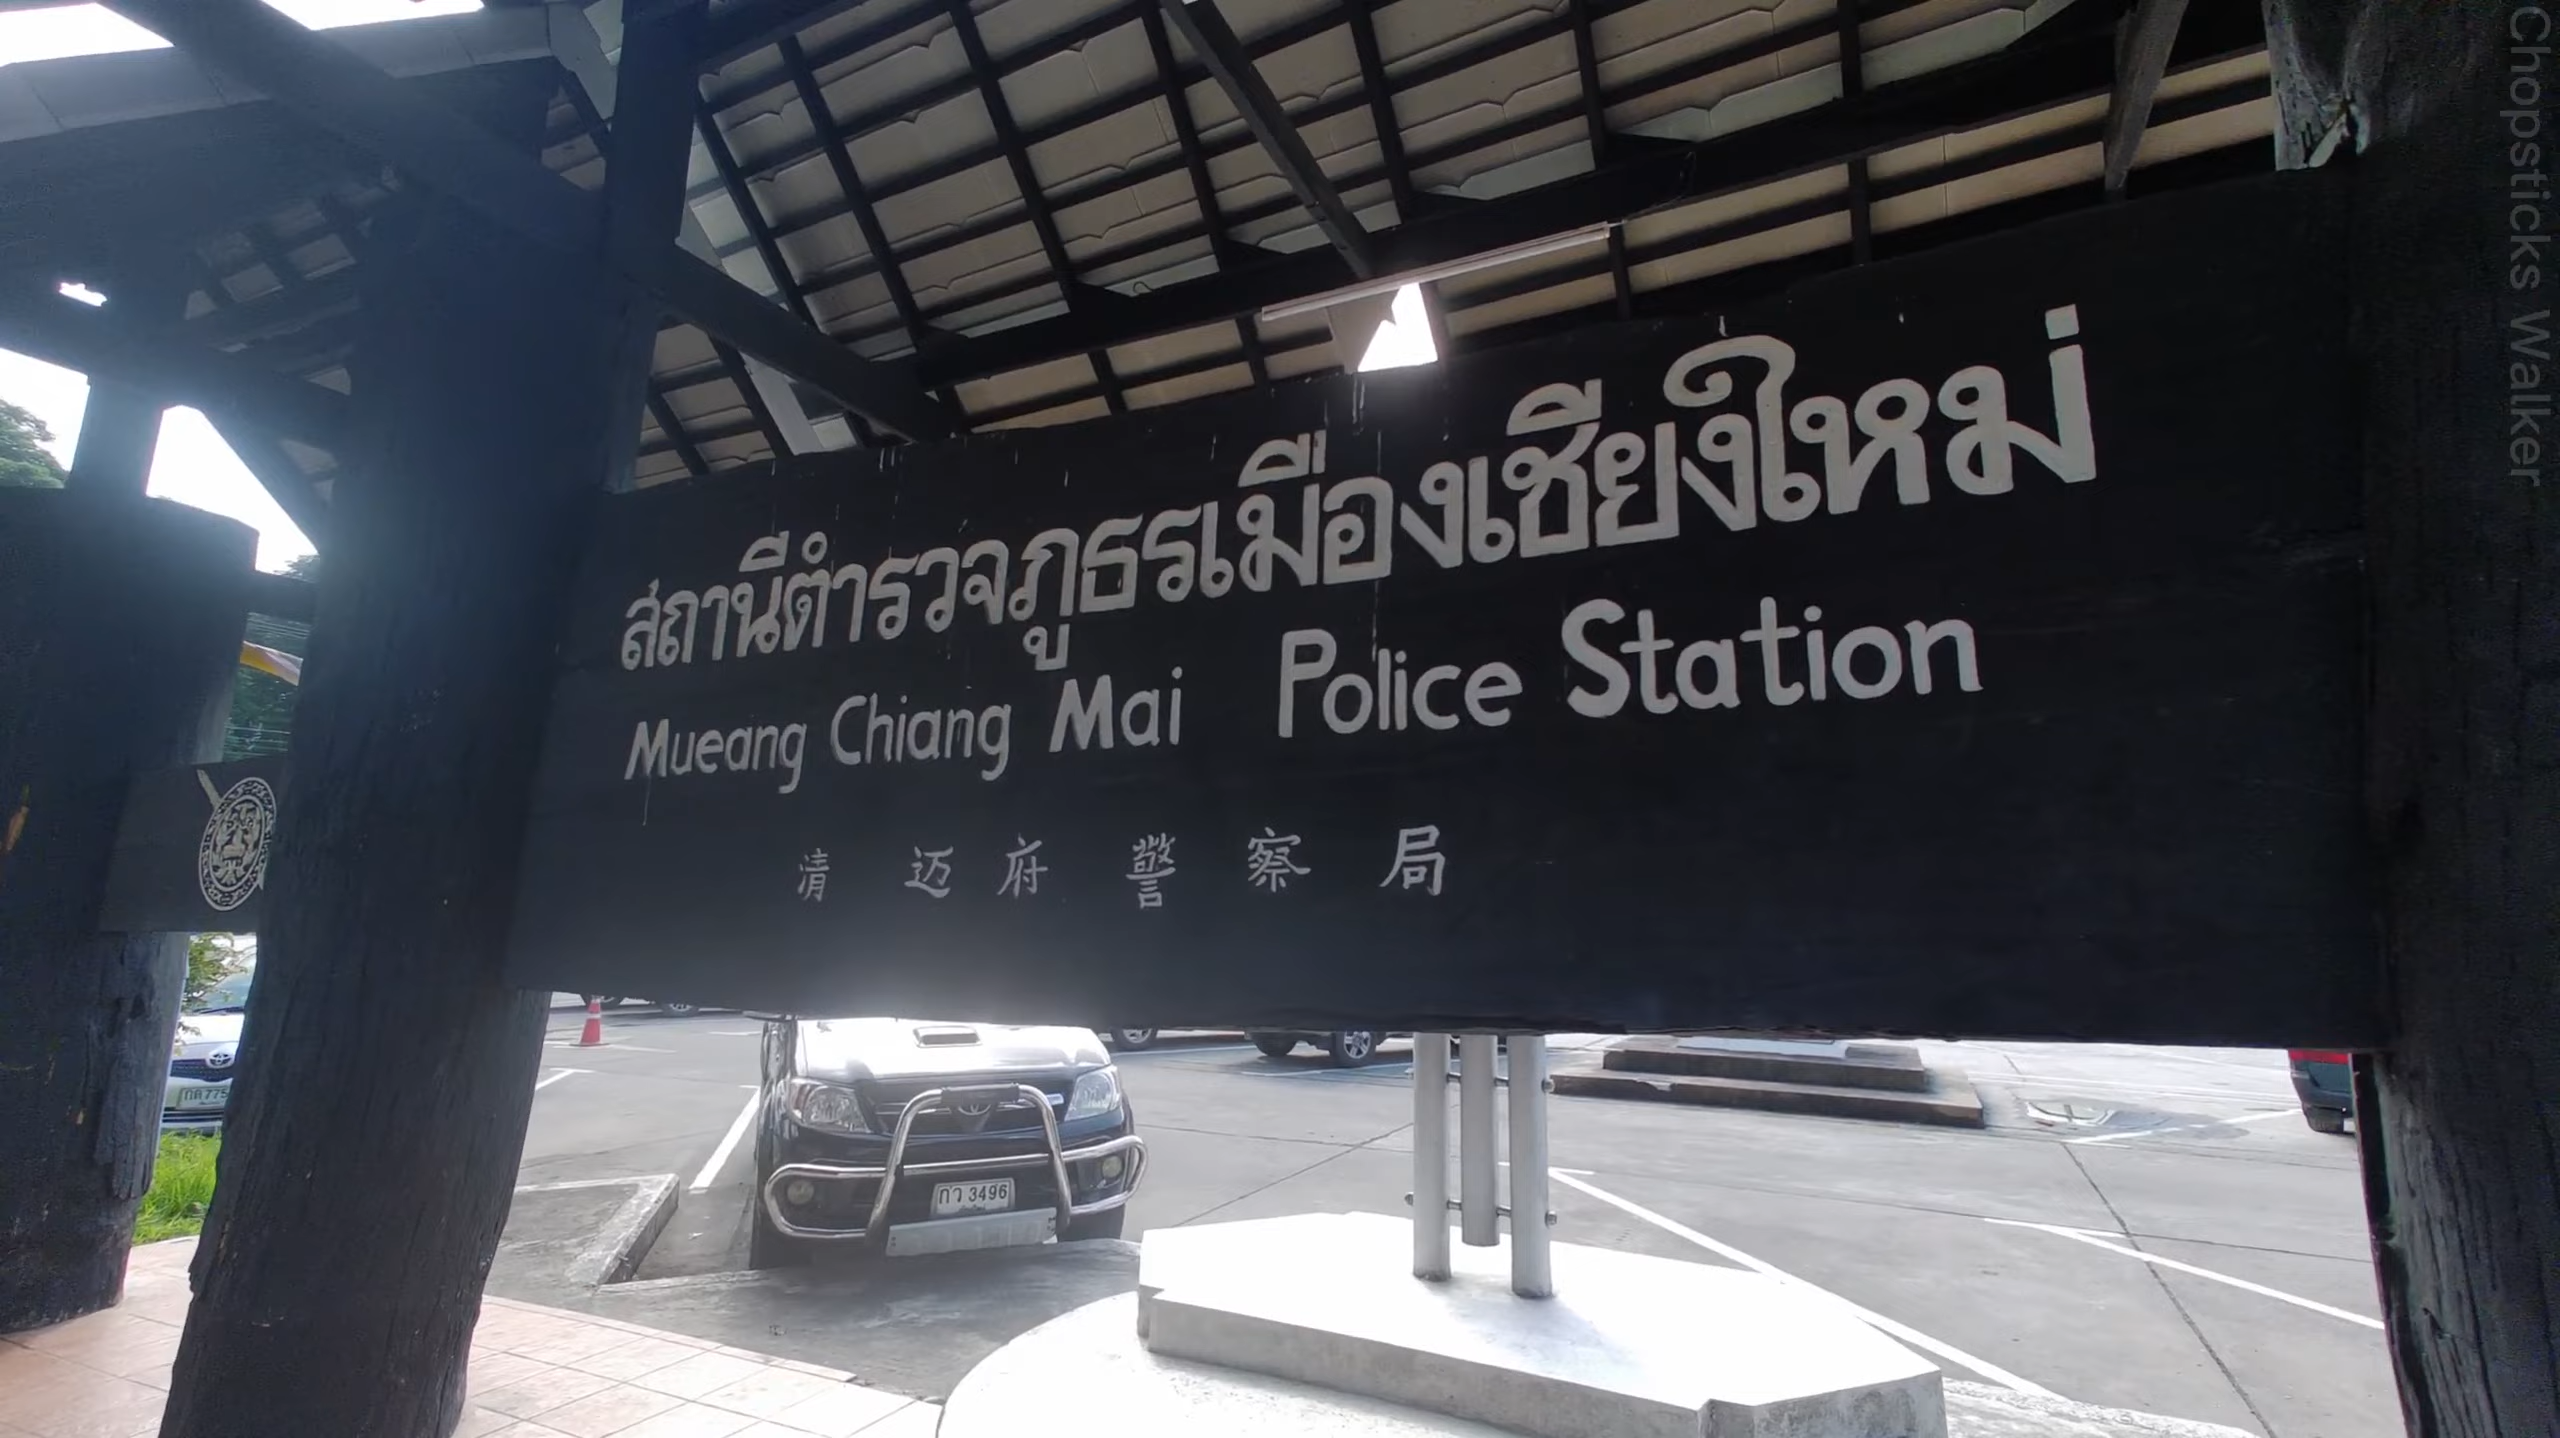 สถานีตำรวจภูธรเมืองเชียงใหม่
Mueang Chiang Mai Police Station
清迈府警察局
กว 3496
Chopsticks Walker